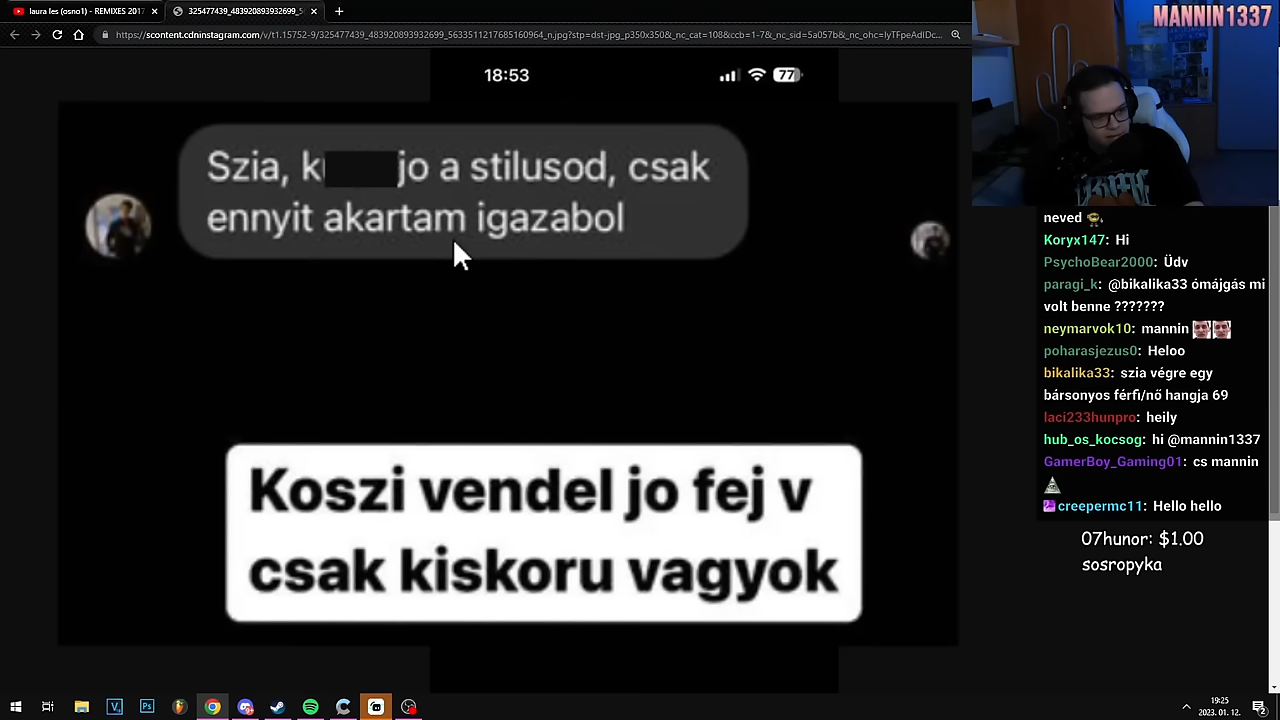 laura les (osno1) - REMIXES 2017
325477439_483920893932699_5
https://scontent.cdninstagram.com/v/t1.15752-9/325477439_483920893932699_5633111217685160964_n.jpg?stp=dst-jpg_p350x350&_nc_cat=108&ccb=1-7&_nc_sid=5a057b&_nc_ohc=IyTFpeAdIDc...
MANNIN1337
18:53
77
Szia, k jo a stilusod, csak
ennyit akartam igazabol
Koszi vendel jo fej v
csak kiskoru vagyok
neved
Koryx147: Hi
PsychoBear2000: Üdv
paragi_k: @bikalika33 ómájgás mi
volt benne ???????
neymarvok10: mannin
poharasjezus0: Heloo
bikalika33: szia végre egy
bársonyos férfi/nő hangja 69
laci233hunpro: heily
hub_os_kocsog: hi @mannin1337
GamerBoy_Gaming01: cs mannin
creepermc11: Hello hello
07hunor: $1.00
sosropyka
19:25
2023. 01. 12.
2